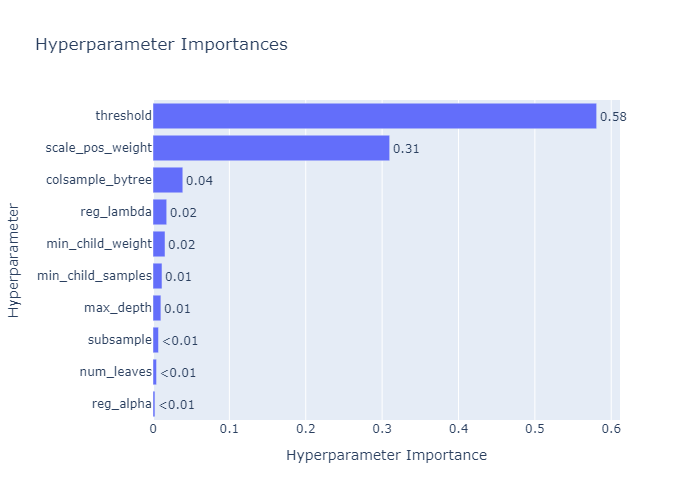 Hyperparameter Importances
Hyperparameter
threshold 0.58
scale_pos_weight 0.31
colsample_bytree 0.04
reg_lambda 0.02
min_child_weight 0.02
min_child_samples 0.01
max_depth 0.01
subsample <0.01
num_leaves <0.01
reg_alpha <0.01
0 0.1 0.2 0.3 0.4 0.5 0.6
Hyperparameter Importance